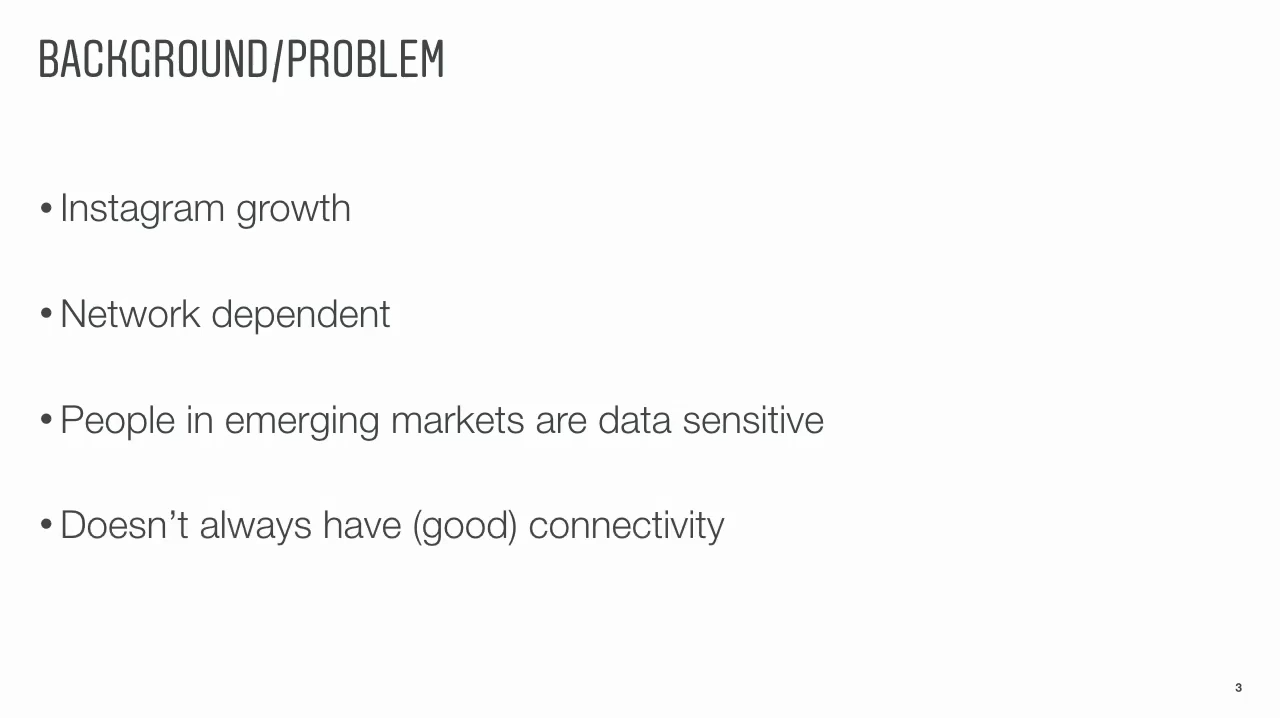 BACKGROUND/PROBLEM
• Instagram growth
• Network dependent
• People in emerging markets are data sensitive
• Doesn’t always have (good) connectivity
3